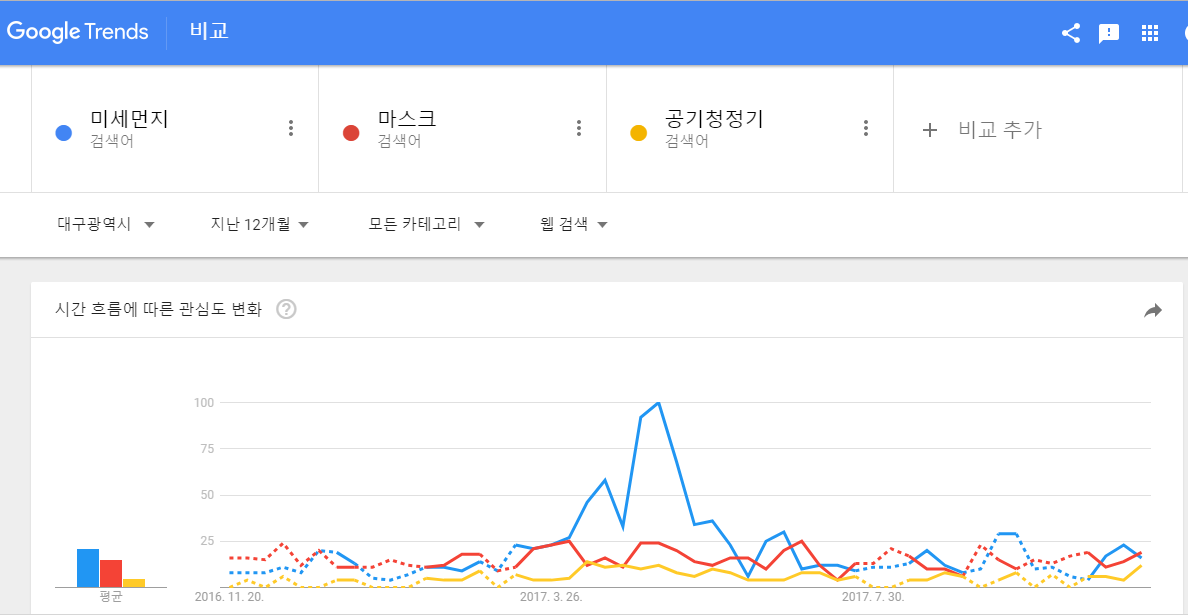 Google Trends 비교
미세먼지
검색어
마스크
검색어
공기청정기
검색어
+ 비교 추가
대구광역시 지난 12개월 모든 카테고리 웹 검색
시간 흐름에 따른 관심도 변화 ?
100
75
50
25
평균
2016. 11. 20. 2017. 3. 26. 2017. 7. 30.